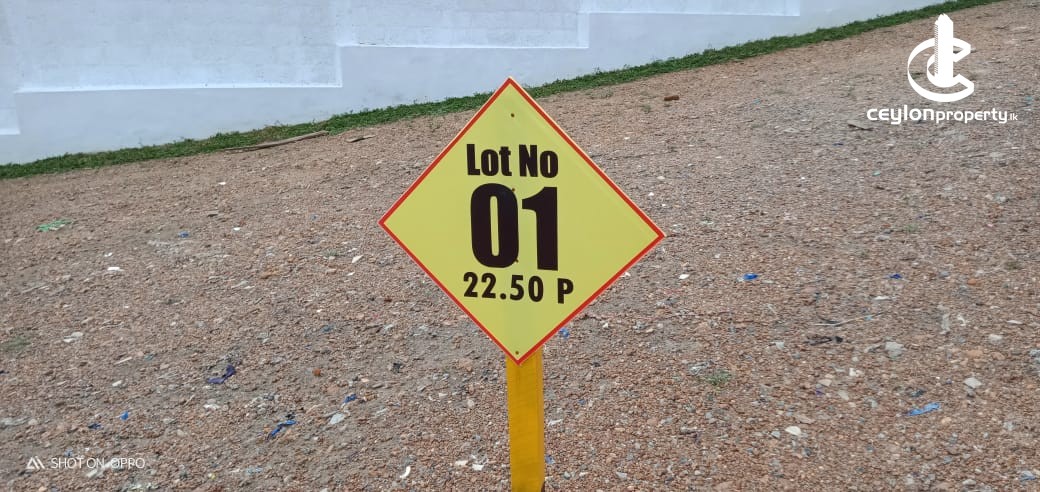 ceylonproperty.lk
Lot No
01
22.50 P
SHOT ON OPPO